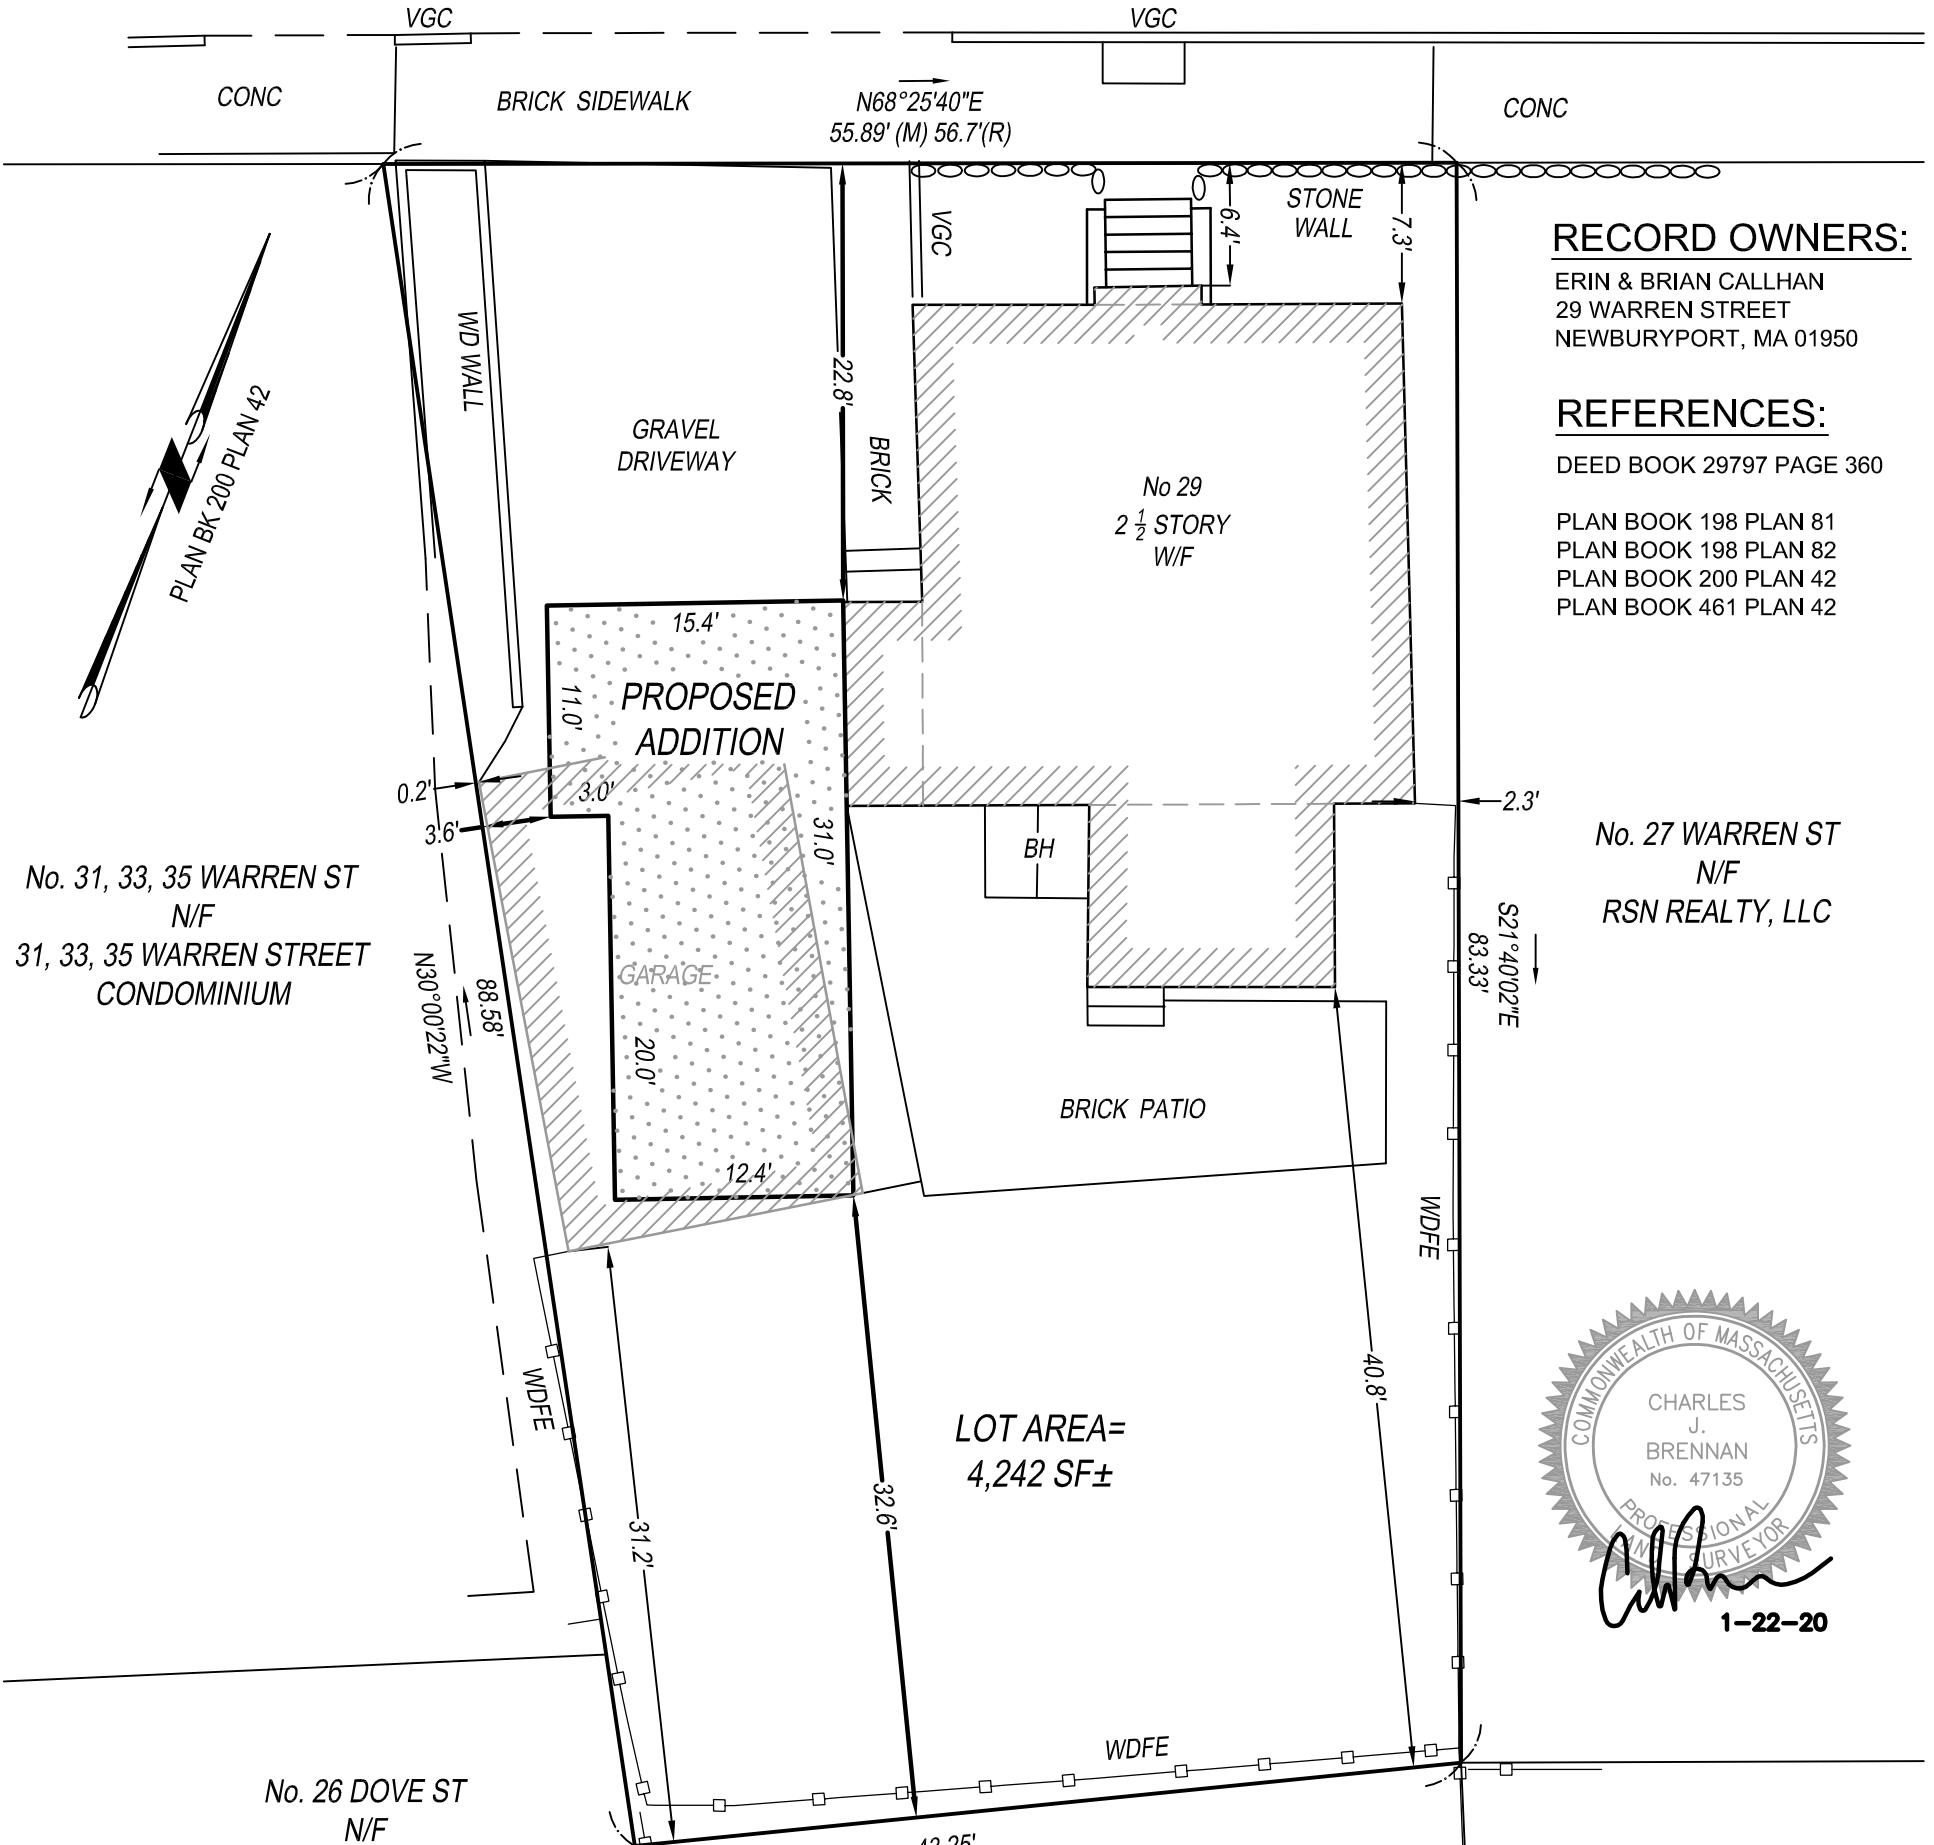 VGC
VGC
CONC
BRICK SIDEWALK
N68°25'40"E
55.89' (M) 56.7'(R)
CONC
STONE
WALL
6.4'
7.3'
VGC
WD WALL
22.8'
GRAVEL
DRIVEWAY
BRICK
No 29
2 1/2 STORY
W/F
RECORD OWNERS:
ERIN & BRIAN CALLHAN
29 WARREN STREET
NEWBURYPORT, MA 01950
REFERENCES:
DEED BOOK 29797 PAGE 360
PLAN BOOK 198 PLAN 81
PLAN BOOK 198 PLAN 82
PLAN BOOK 200 PLAN 42
PLAN BOOK 461 PLAN 42
PLAN BK 200 PLAN 42
15.4'
11.0'
PROPOSED
ADDITION
0.2'
3.0'
3.6'
31.0'
BH
2.3'
No. 31, 33, 35 WARREN ST
N/F
31, 33, 35 WARREN STREET
CONDOMINIUM
No. 27 WARREN ST
N/F
RSN REALTY, LLC
N30°00'22"W
88.58'
GARAGE
20.0'
12.4'
S21°40'02"E
83.33'
BRICK PATIO
WDFE
WDFE
31.2'
32.6'
40.8'
LOT AREA=
4,242 SF±
COMMONWEALTH OF MASSACHUSETTS
CHARLES
J.
BRENNAN
No. 47135
PROFESSIONAL
LAND SURVEYOR
1-22-20
WDFE
No. 26 DOVE ST
N/F